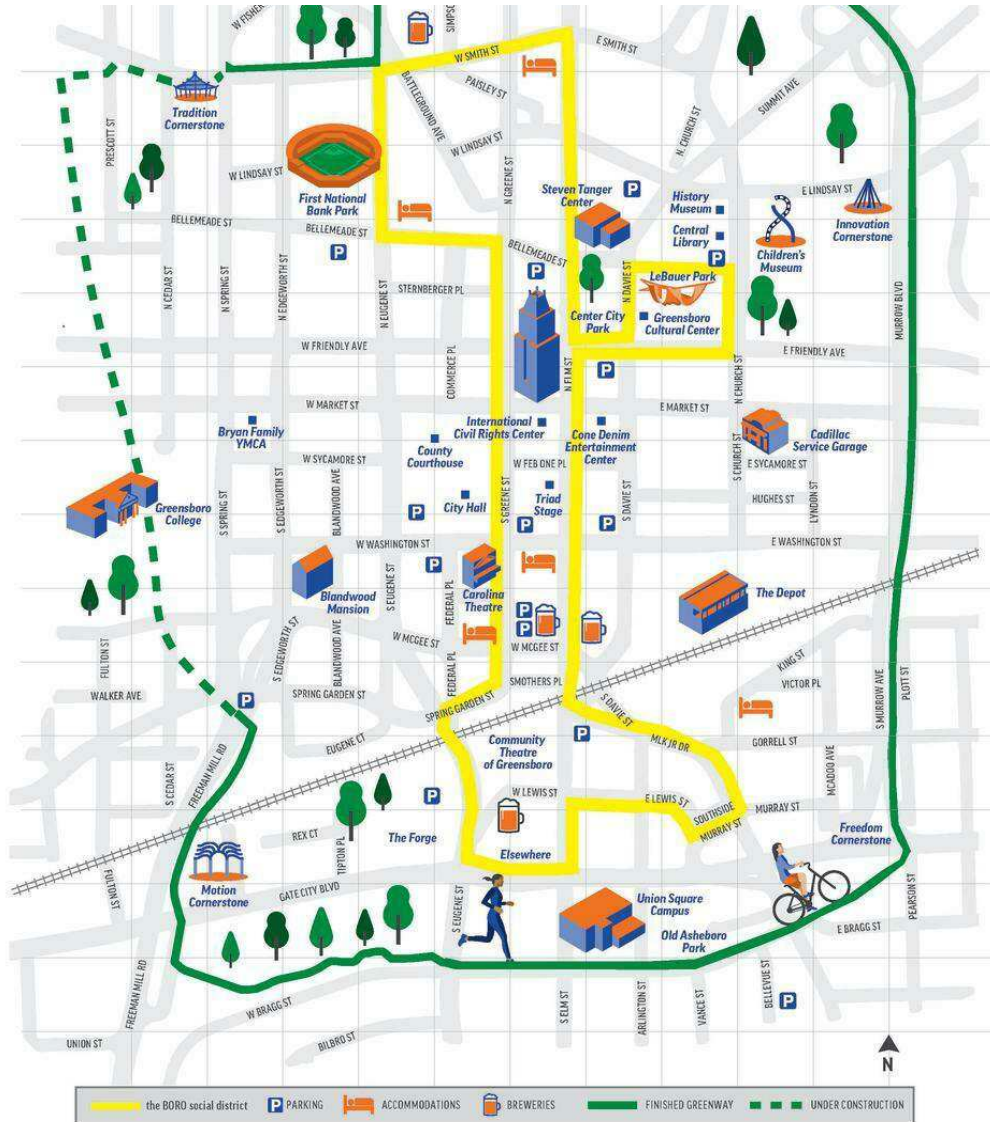 W FISHER
SIMPSO
W SMITH ST
E SMITH ST
PAISLEY ST
BATTLEGROUND AVE
SUMMIT AVE
Tradition
Cornerstone
PRESCOTT ST
N. CHURCH ST
W LINDSAY ST
W LINDSAY ST
First National
Bank Park
N GREENE ST
Steven Tanger
Center
P
History
Museum
E LINDSAY ST
Innovation
Cornerstone
Central
Library
Children's
Museum
BELLEMEADE ST
BELLEMEADE ST
BELLEMEADE ST
P
P
P
N CEDAR ST
N SPRING ST
N EDGEWORTH ST
N EUGENE ST
STERNBERGER PL
N DAVIE ST
LeBauer Park
MURROW BLVD
Center City
Park
Greensboro
Cultural Center
W FRIENDLY AVE
E FRIENDLY AVE
COMMERCE PL
N ELM ST
P
N CHURCH ST
W MARKET ST
E MARKET ST
Bryan Family
YMCA
International
Civil Rights Center
Cone Denim
Entertainment
Center
Cadillac
Service Garage
County
Courthouse
W SYCAMORE ST
W FEB ONE PL
S CHURCH ST
E SYCAMORE ST
Greensboro
College
S SPRING ST
S EDGEWORTH ST
BLANDWOOD AVE
City Hall
S GREENE ST
Triad
Stage
S DAVIE ST
HUGHES ST
LYNDON ST
P
P
P
W WASHINGTON ST
E WASHINGTON ST
Blandwood
Mansion
S EUGENE ST
P
FEDERAL PL
Carolina
Theatre
The Depot
P
P
FULTON ST
S EDGEWORTH ST
BLANDWOOD AVE
W MCGEE ST
W MCGEE ST
KING ST
VICTOR PL
WALKER AVE
P
SPRING GARDEN ST
FEDERAL PL
SPRING GARDEN ST
SMOTHERS PL
S DAVIE ST
S MURROW AVE
PLOTT ST
EUGENE CT
Community
Theatre
of Greensboro
P
MLK JR DR
GORRELL ST
S CEDAR ST
FREEMAN MILL RD
MCADOO AVE
P
W LEWIS ST
E LEWIS ST
SOUTHSIDE
MURRAY ST
MURRAY ST
REX CT
TIPTON PL
The Forge
Elsewhere
Freedom
Cornerstone
Motion
Cornerstone
FULTON ST
GATE CITY BLVD
S EUGENE ST
Union Square
Campus
Old Asheboro
Park
PEARSON ST
E BRAGG ST
FREEMAN MILL RD
W BRAGG ST
S ELM ST
ARLINGTON ST
VANCE ST
BELLEVUE ST
P
UNION ST
BILBRO ST
N
the BORO social district
P PARKING
ACCOMMODATIONS
BREWERIES
FINISHED GREENWAY
UNDER CONSTRUCTION